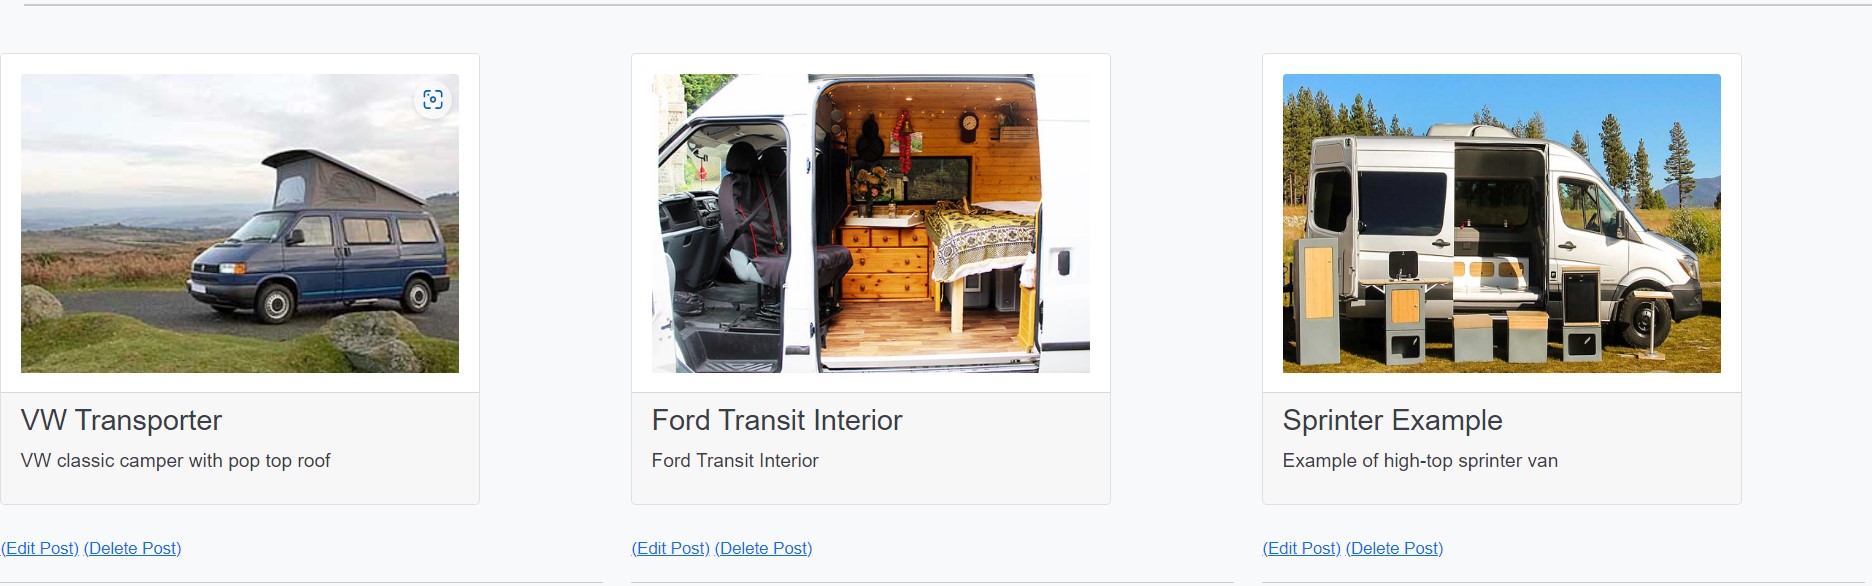 VW Transporter
VW classic camper with pop top roof
(Edit Post) (Delete Post)
Ford Transit Interior
Ford Transit Interior
(Edit Post) (Delete Post)
Sprinter Example
Example of high-top sprinter van
(Edit Post) (Delete Post)